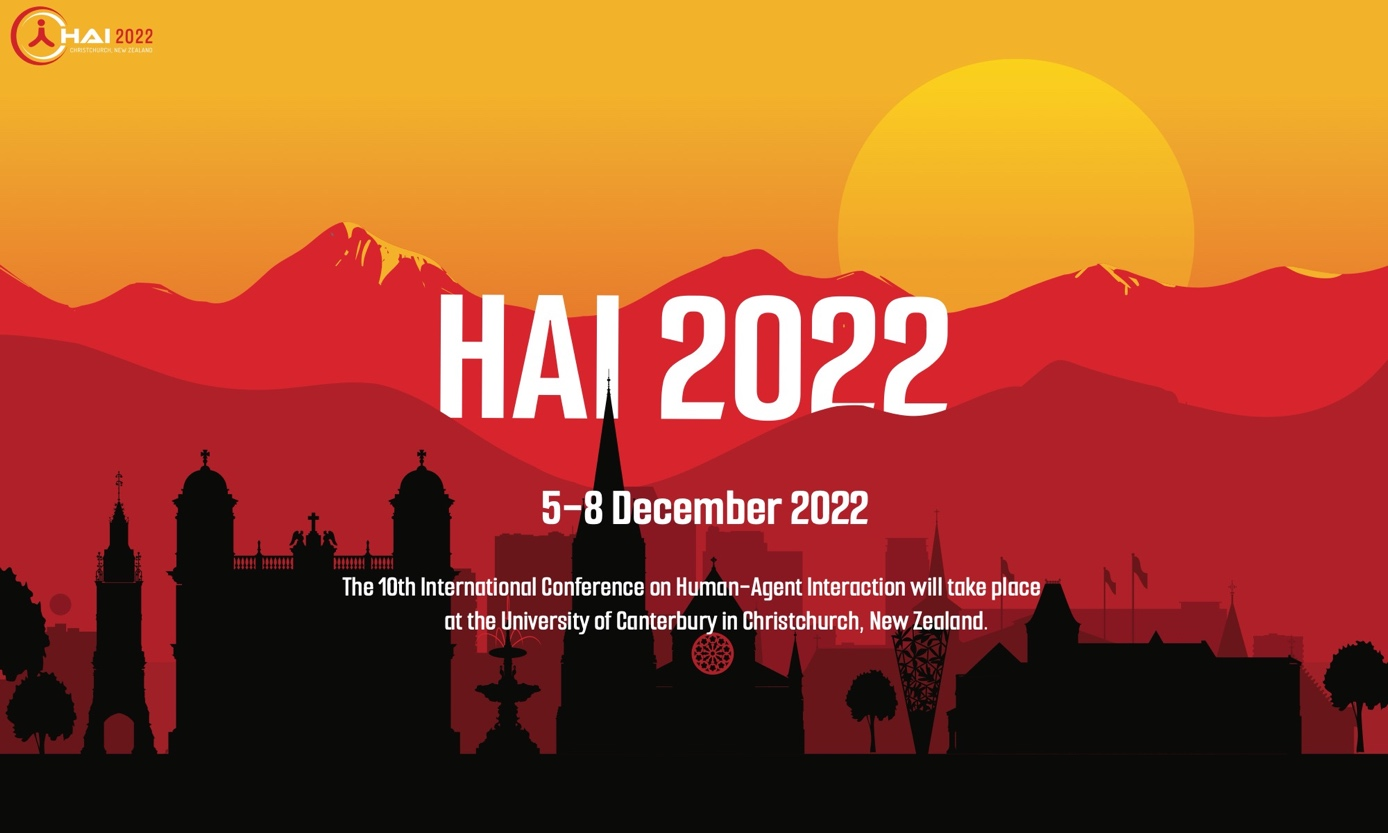 HAI 2022
CHRISTCHURCH, NEW ZEALAND
HAI 2022
5-8 December 2022
The 10th International Conference on Human-Agent Interaction will take place
at the University of Canterbury in Christchurch, New Zealand.